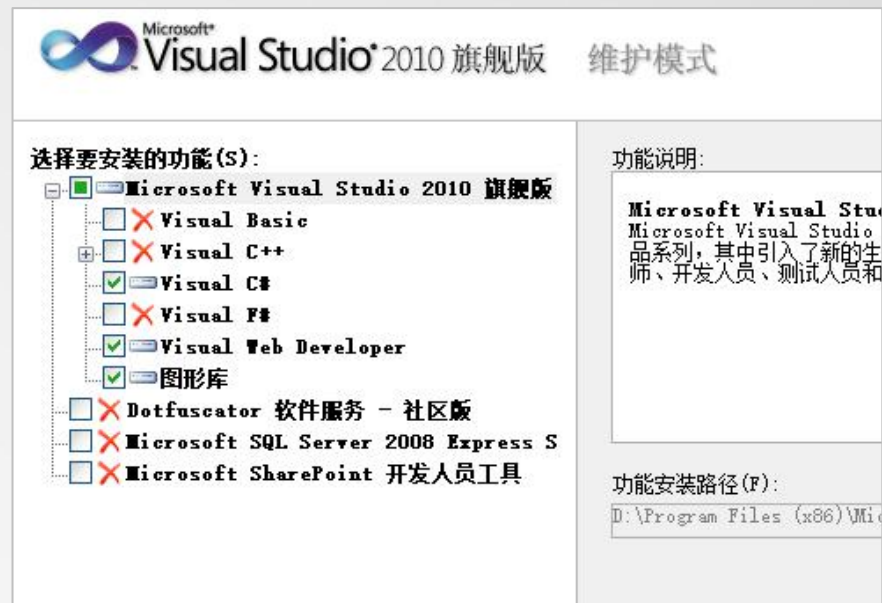 Microsoft
Visual Studio 2010 旗舰版 维护模式
选择要安装的功能(S):
Microsoft Visual Studio 2010 旗舰版
Visual Basic
Visual C++
Visual C#
Visual F#
Visual Web Developer
图形库
Dotfuscator 软件服务 - 社区版
Microsoft SQL Server 2008 Express S
Microsoft SharePoint 开发人员工具
功能说明:
Microsoft Visual Stu
Microsoft Visual Studio
品系列，其中引入了新的生
师、开发人员、测试人员和
功能安装路径(F):
D:\Program Files (x86)\Mic